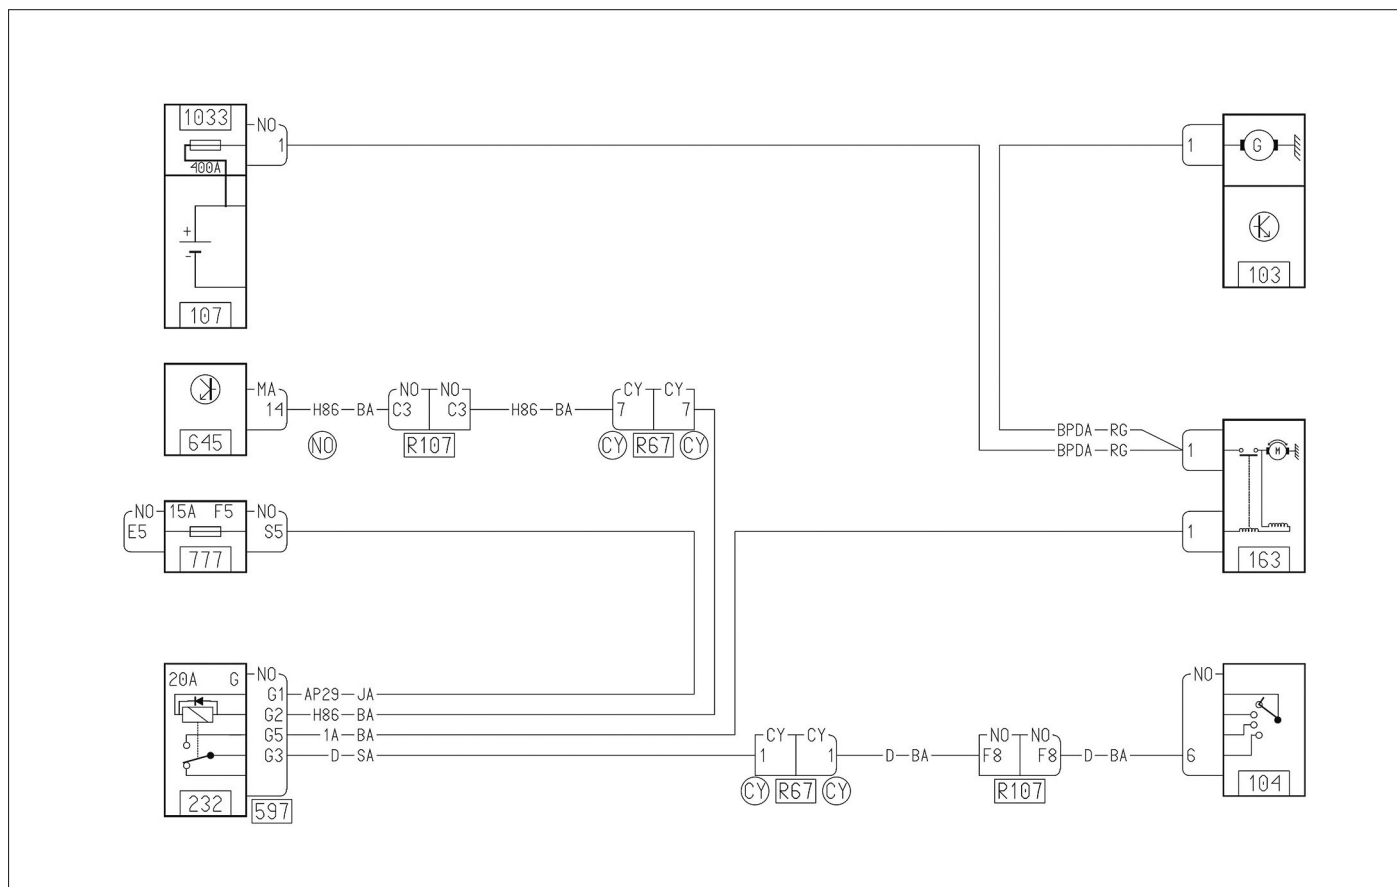 1033
NO
1
400A
+
-
107
1
G
103
645
MA
14
H86 BA
NO
NO NO
C3 C3
R107
H86 BA
CY CY
7 7
CY R67 CY
BPDA RG
BPDA RG
1
M
1
163
NO 15A F5 NO
E5 S5
777
20A G NO
G1 AP29 JA
G2 H86 BA
G5 1A BA
G3 D SA
232
597
CY CY
1 1
CY R67 CY
D BA
NO NO
F8 F8
R107
D BA
NO
6
104